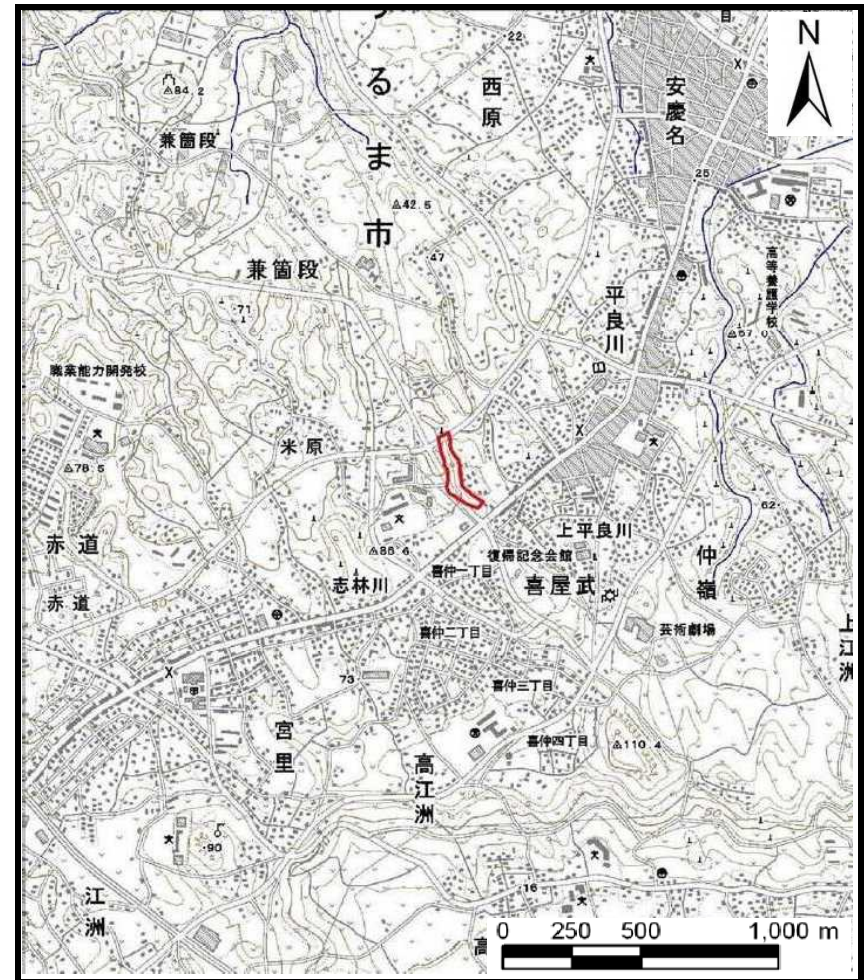 N
22
西原
安慶名
84.2
兼箇段
うるま市
25
42.5
47
兼箇段
高等養護学校
71
平良川
57.0
職業能力開発校
米原
78.5
62
上平良川
赤道
86.6
復帰記念会館
仲嶺
喜仲一丁目
志林川
喜屋武
赤道
喜仲二丁目
芸術劇場
上江洲
73
喜仲三丁目
宮里
喜仲四丁目
110.4
高江洲
90
16
江洲
高
0 250 500 1,000 m